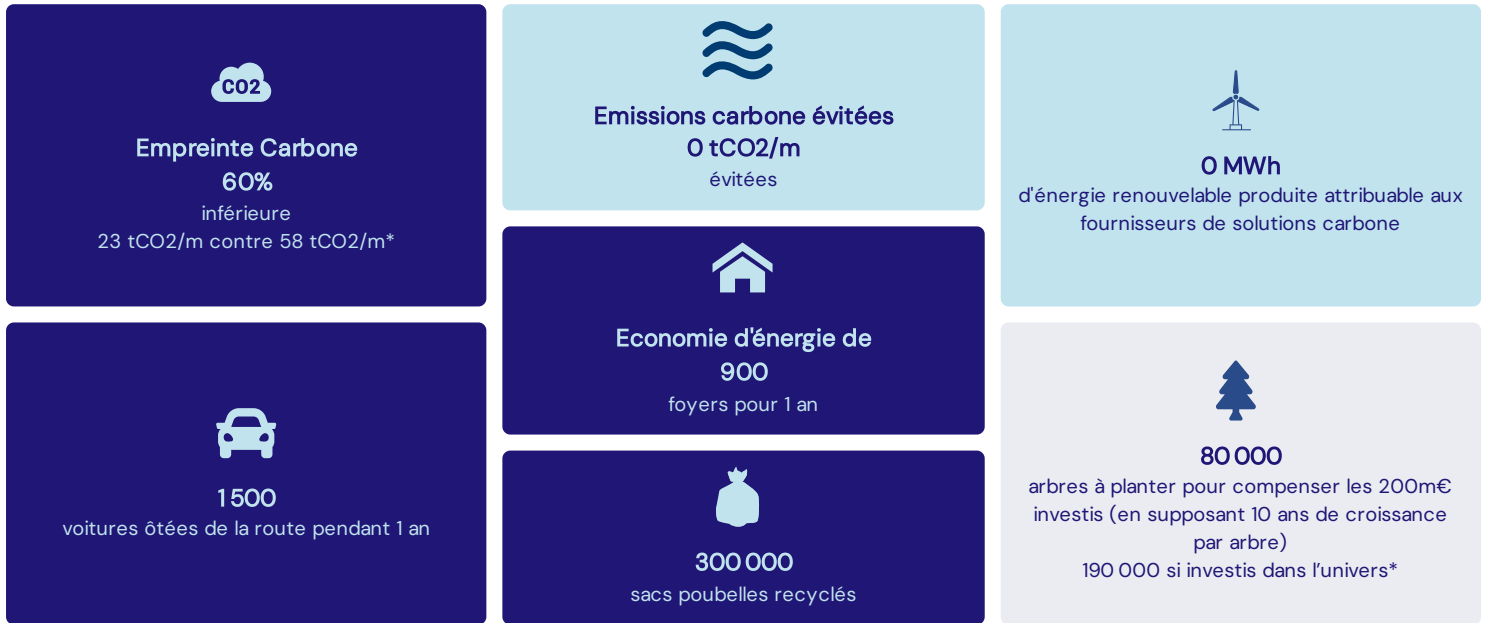 CO2
Empreinte Carbone
60%
inférieure
23 tCO2/m contre 58 tCO2/m*
Emissions carbone évitées
0 tCO2/m
évitées
0 MWh
d'énergie renouvelable produite attribuable aux
fournisseurs de solutions carbone
Economie d'énergie de
900
foyers pour 1 an
1 500
voitures ôtées de la route pendant 1 an
300 000
sacs poubelles recyclés
80 000
arbres à planter pour compenser les 200m€
investis (en supposant 10 ans de croissance
par arbre)
190 000 si investis dans l’univers*